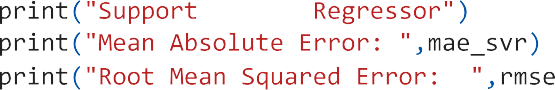 print("Support Regressor")
print("Mean Absolute Error: ",mae_svr)
print("Root Mean Squared Error:  ",rmse